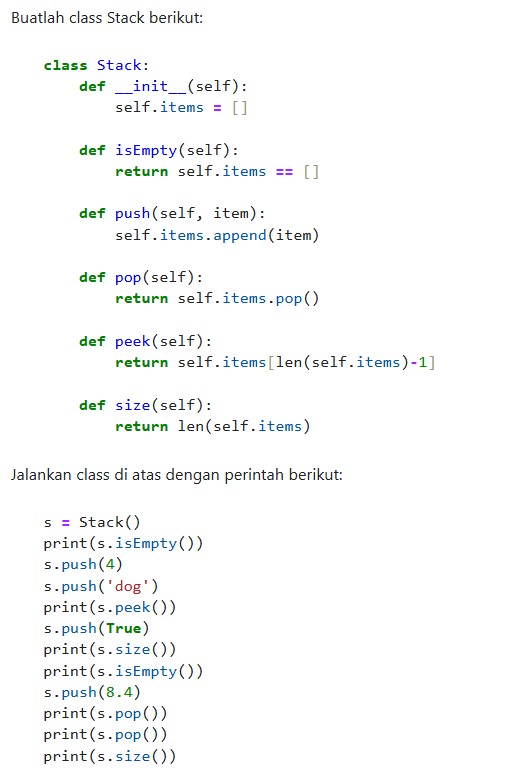 Buatlah class Stack berikut:
class Stack:
    def __init__(self):
        self.items = []
    def isEmpty(self):
        return self.items == []
    def push(self, item):
        self.items.append(item)
    def pop(self):
        return self.items.pop()
    def peek(self):
        return self.items[len(self.items)-1]
    def size(self):
        return len(self.items)
Jalankan class di atas dengan perintah berikut:
s = Stack()
print(s.isEmpty())
s.push(4)
s.push('dog')
print(s.peek())
s.push(True)
print(s.size())
print(s.isEmpty())
s.push(8.4)
print(s.pop())
print(s.pop())
print(s.size())